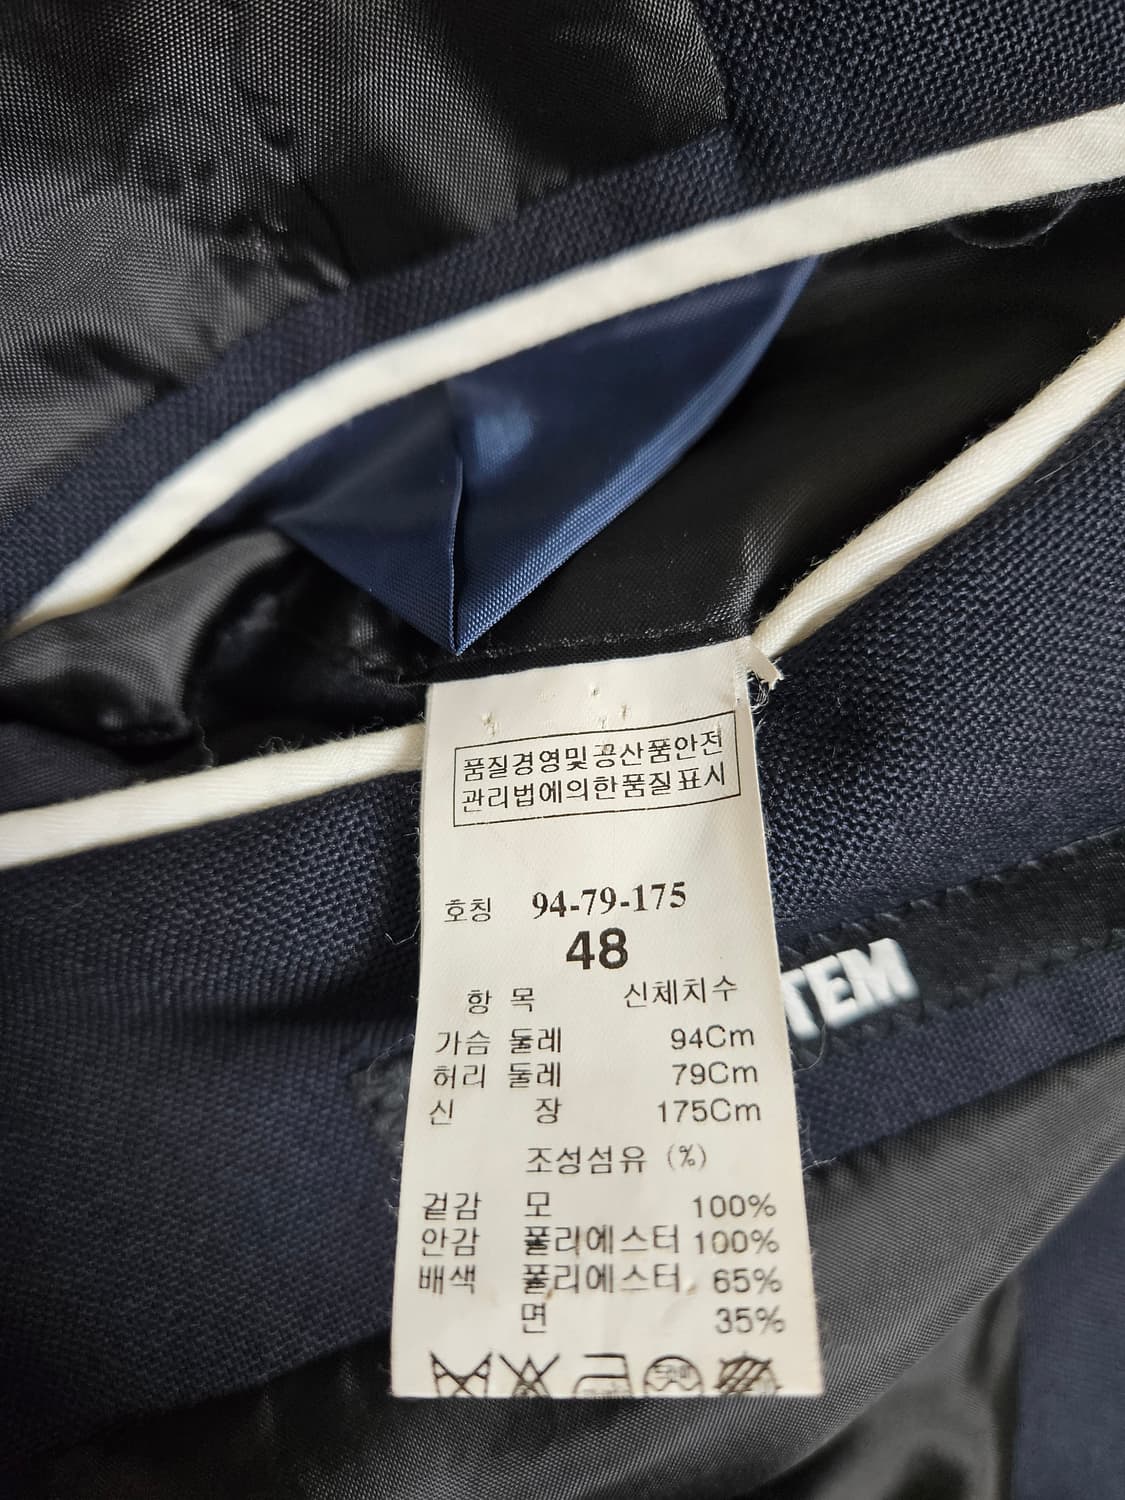 품질경영및공산품안전
관리법에의한품질표시
호칭 94-79-175
48
항 목 신체치수
가슴 둘레 94Cm
허리 둘레 79Cm
신 장 175Cm
조성섬유 (%)
겉감 모 100%
안감 폴리에스터 100%
배색 폴리에스터 65%
면 35%
TEM